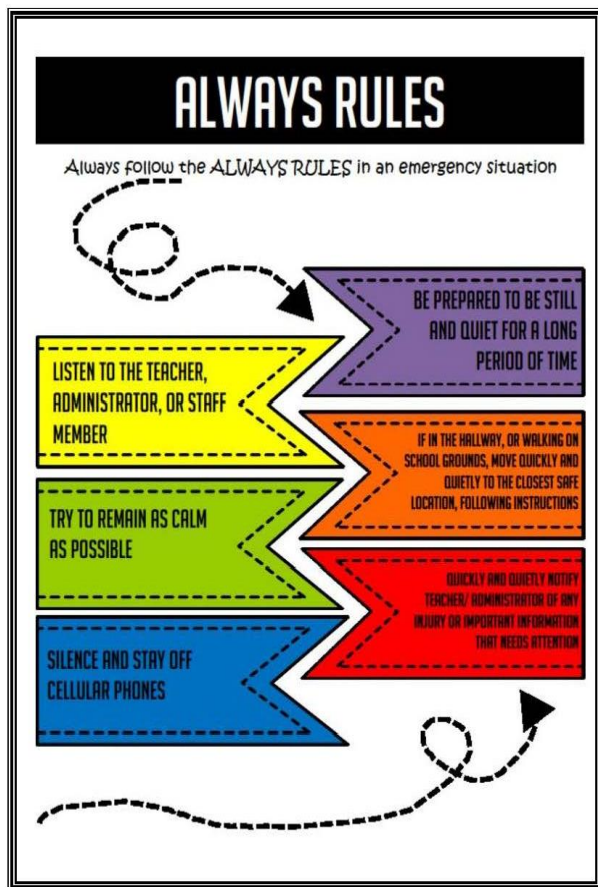 ALWAYS RULES
Always follow the ALWAYS RULES in an emergency situation
BE PREPARED TO BE STILL
AND QUIET FOR A LONG
PERIOD OF TIME
LISTEN TO THE TEACHER,
ADMINISTRATOR, OR STAFF
MEMBER
IF IN THE HALLWAY, OR WALKING ON
SCHOOL GROUNDS, MOVE QUICKLY AND
QUIETLY TO THE CLOSEST SAFE
LOCATION, FOLLOWING INSTRUCTIONS
TRY TO REMAIN AS CALM
AS POSSIBLE
QUICKLY AND QUIETLY NOTIFY
TEACHER/ ADMINISTRATOR OF ANY
INJURY OR IMPORTANT INFORMATION
THAT NEEDS ATTENTION
SILENCE AND STAY OFF
CELLULAR PHONES